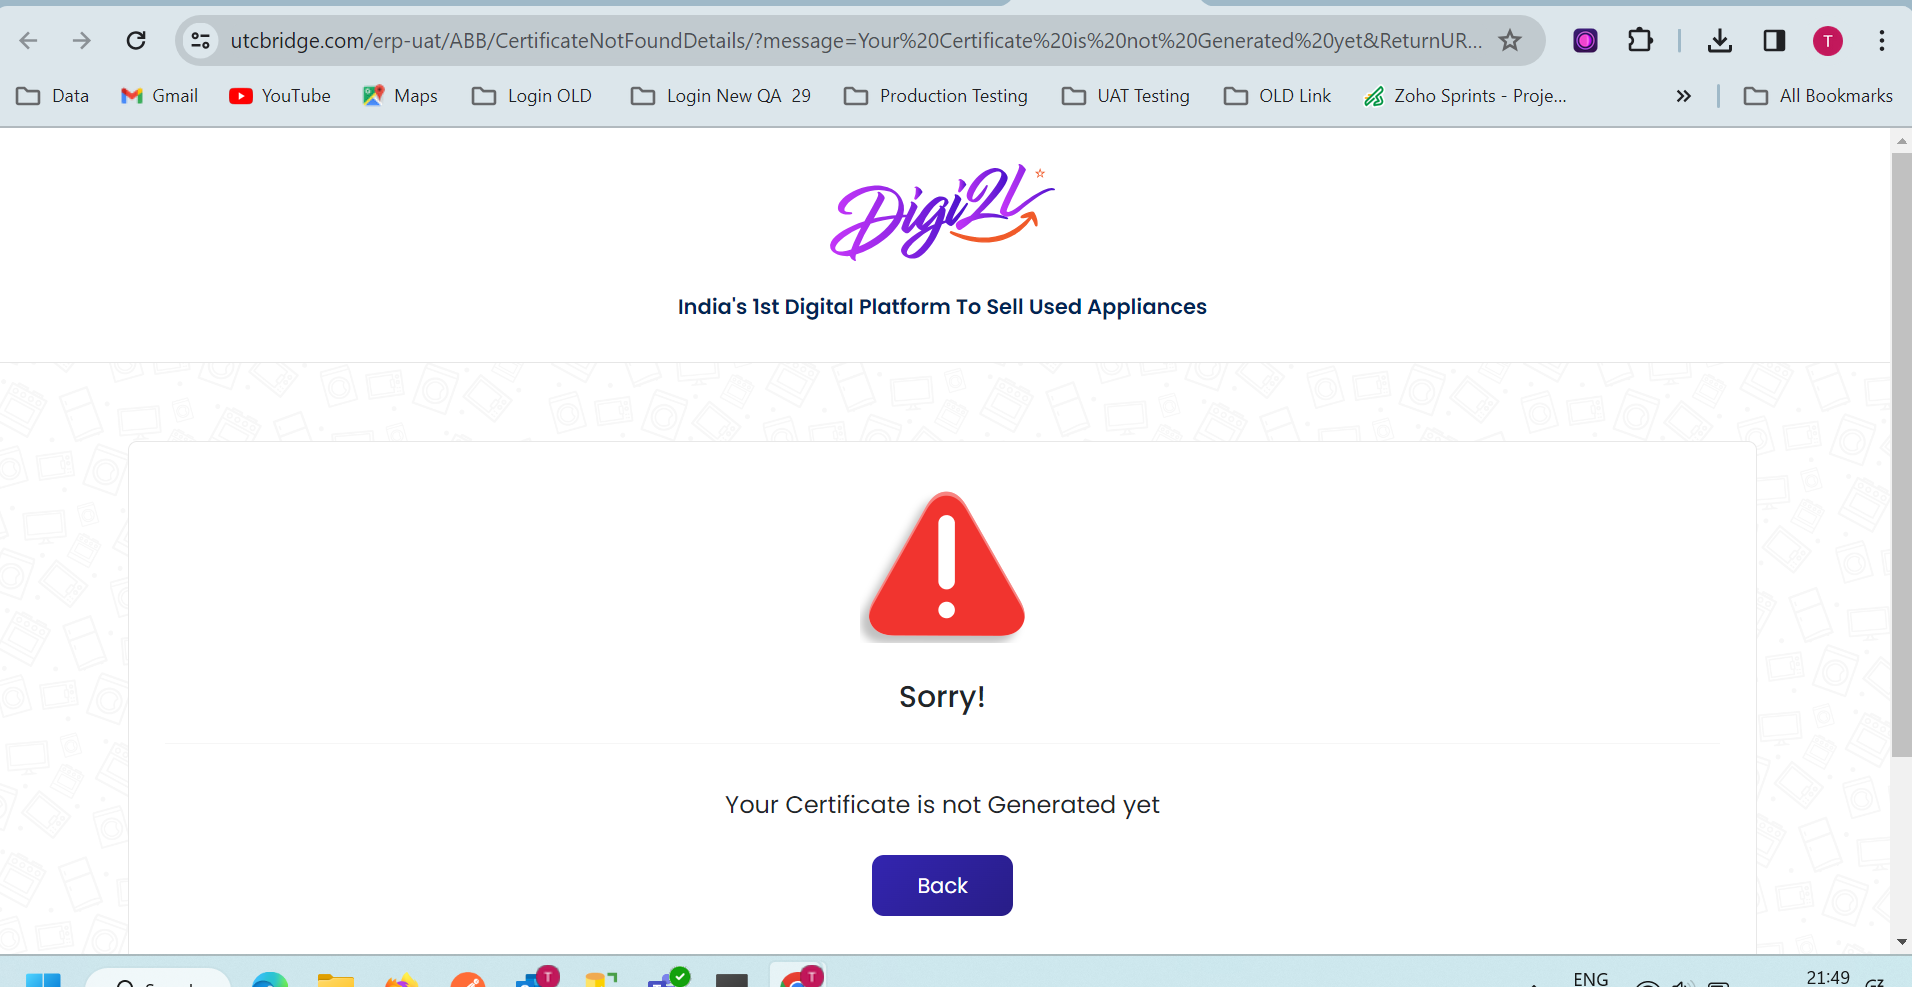 utcbridge.com/erp-uat/ABB/CertificateNotFoundDetails/?message=Your%20Certificate%20is%20not%20Generated%20yet&ReturnUR...
T
Data Gmail YouTube Maps Login OLD Login New QA 29 Production Testing UAT Testing OLD Link Zoho Sprints - Proje... All Bookmarks
Digi2L
India's 1st Digital Platform To Sell Used Appliances
Sorry!
Your Certificate is not Generated yet
Back
T T
ENG 21:49